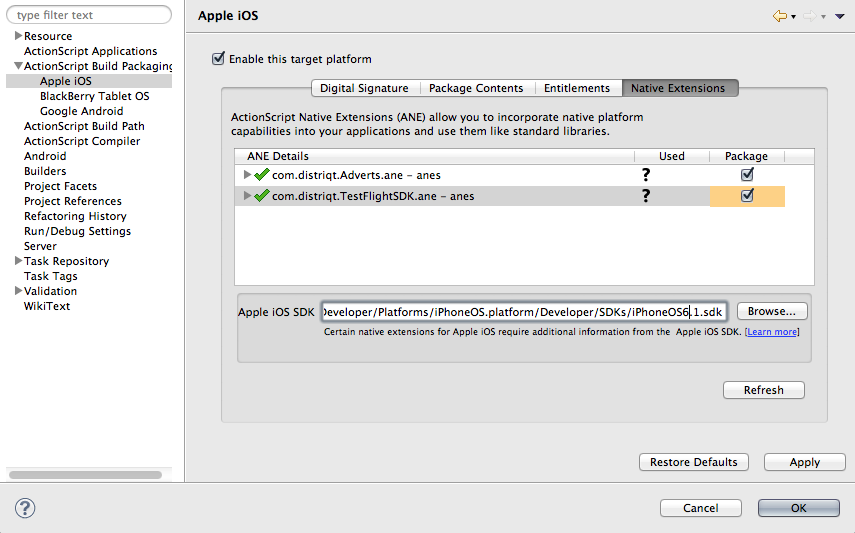 type filter text
Resource
ActionScript Applications
ActionScript Build Packaging
Apple iOS
BlackBerry Tablet OS
Google Android
ActionScript Build Path
ActionScript Compiler
Android
Builders
Project Facets
Project References
Refactoring History
Run/Debug Settings
Server
Task Repository
Task Tags
Validation
WikiText
Apple iOS
Enable this target platform
Digital Signature Package Contents Entitlements Native Extensions
ActionScript Native Extensions (ANE) allow you to incorporate native platform
capabilities into your applications and use them like standard libraries.
ANE Details Used Package
com.distriqt.Adverts.ane - anes ?
com.distriqt.TestFlightSDK.ane - anes ?
Apple iOS SDK Developer/Platforms/iPhoneOS.platform/Developer/SDKs/iPhoneOS6.1.sdk Browse...
Certain native extensions for Apple iOS require additional information from the Apple iOS SDK. [Learn more]
Refresh
Restore Defaults Apply
? Cancel OK